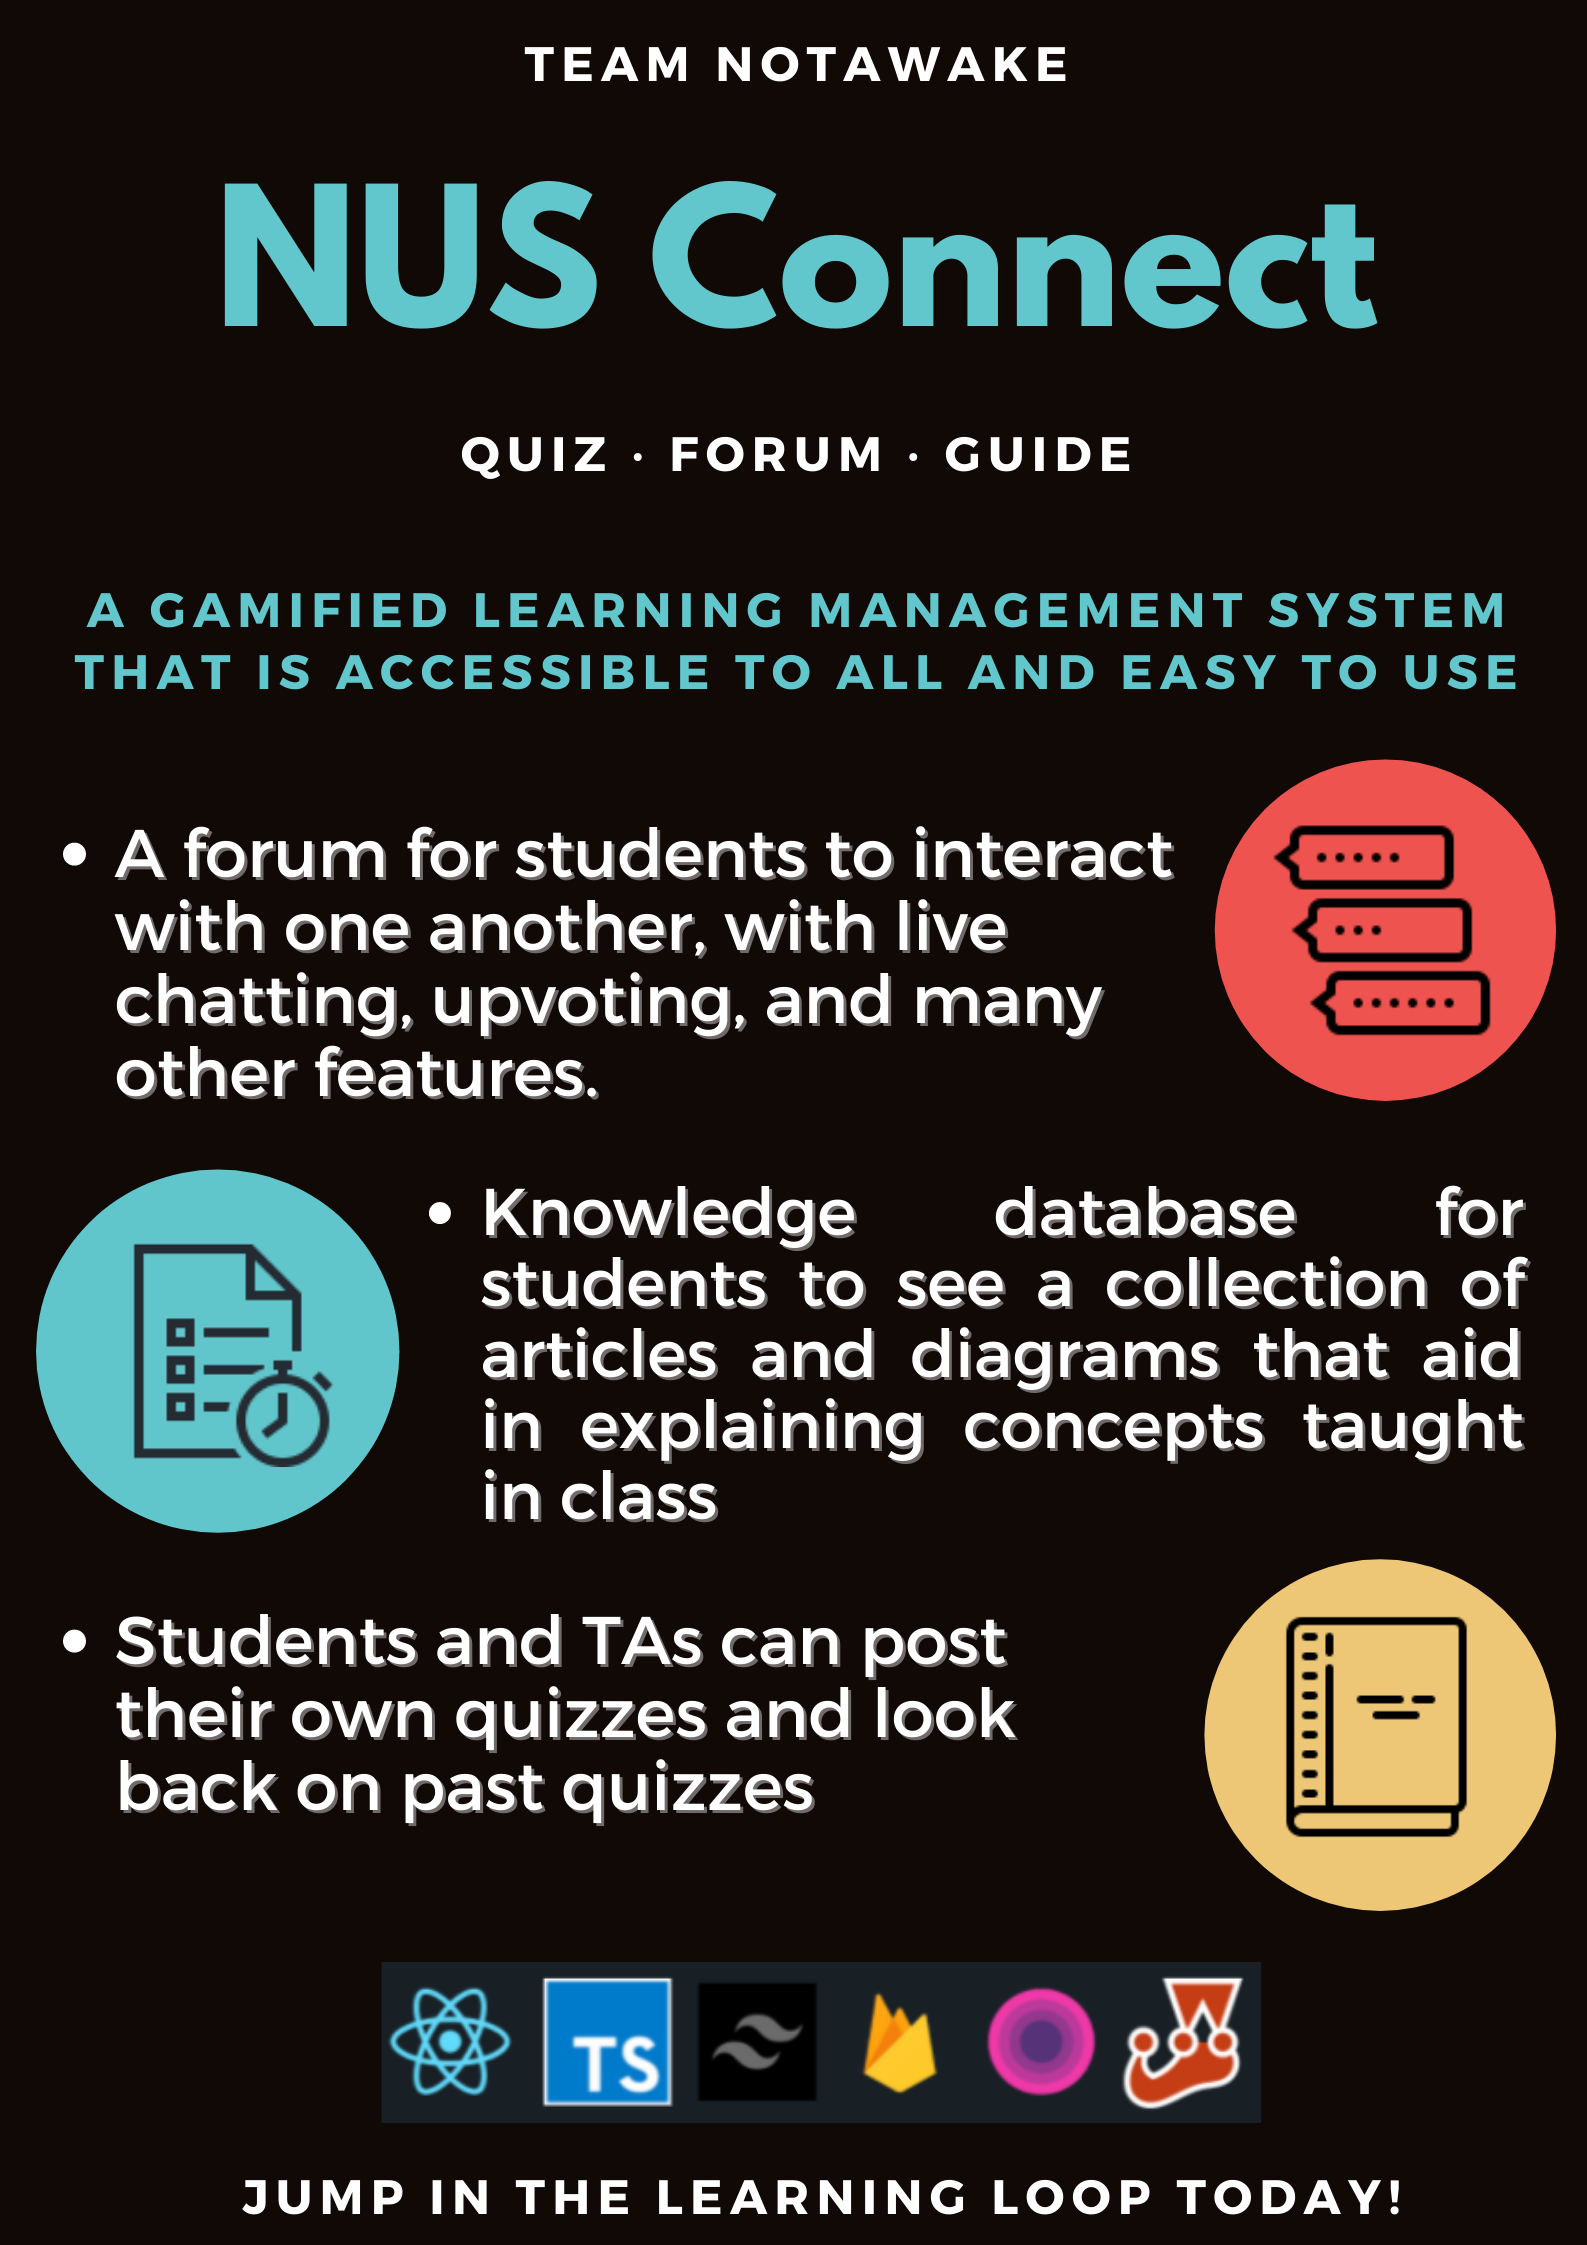 TEAM NOTAWAKE
NUS Connect
QUIZ · FORUM · GUIDE
A GAMIFIED LEARNING MANAGEMENT SYSTEM
THAT IS ACCESSIBLE TO ALL AND EASY TO USE
• A forum for students to interact
with one another, with live
chatting, upvoting, and many
other features.
• Knowledge database for
students to see a collection of
articles and diagrams that aid
in explaining concepts taught
in class
• Students and TAs can post
their own quizzes and look
back on past quizzes
TS
JUMP IN THE LEARNING LOOP TODAY!